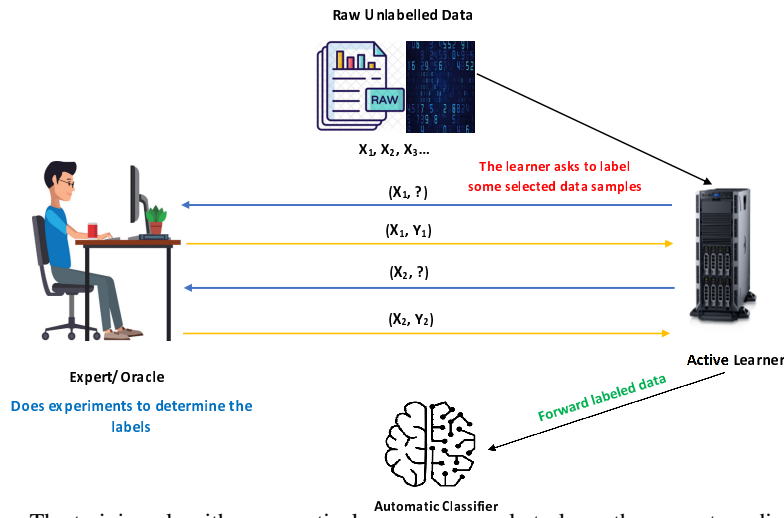 Raw Unlabelled Data
RAW
X₁, X₂, X₃...
The learner asks to label
some selected data samples
(X₁, ?)
(X₁, Y₁)
(X₂, ?)
(X₂, Y₂)
Expert/ Oracle
Does experiments to determine the
labels
Active Learner
Forward labeled data
Automatic Classifier